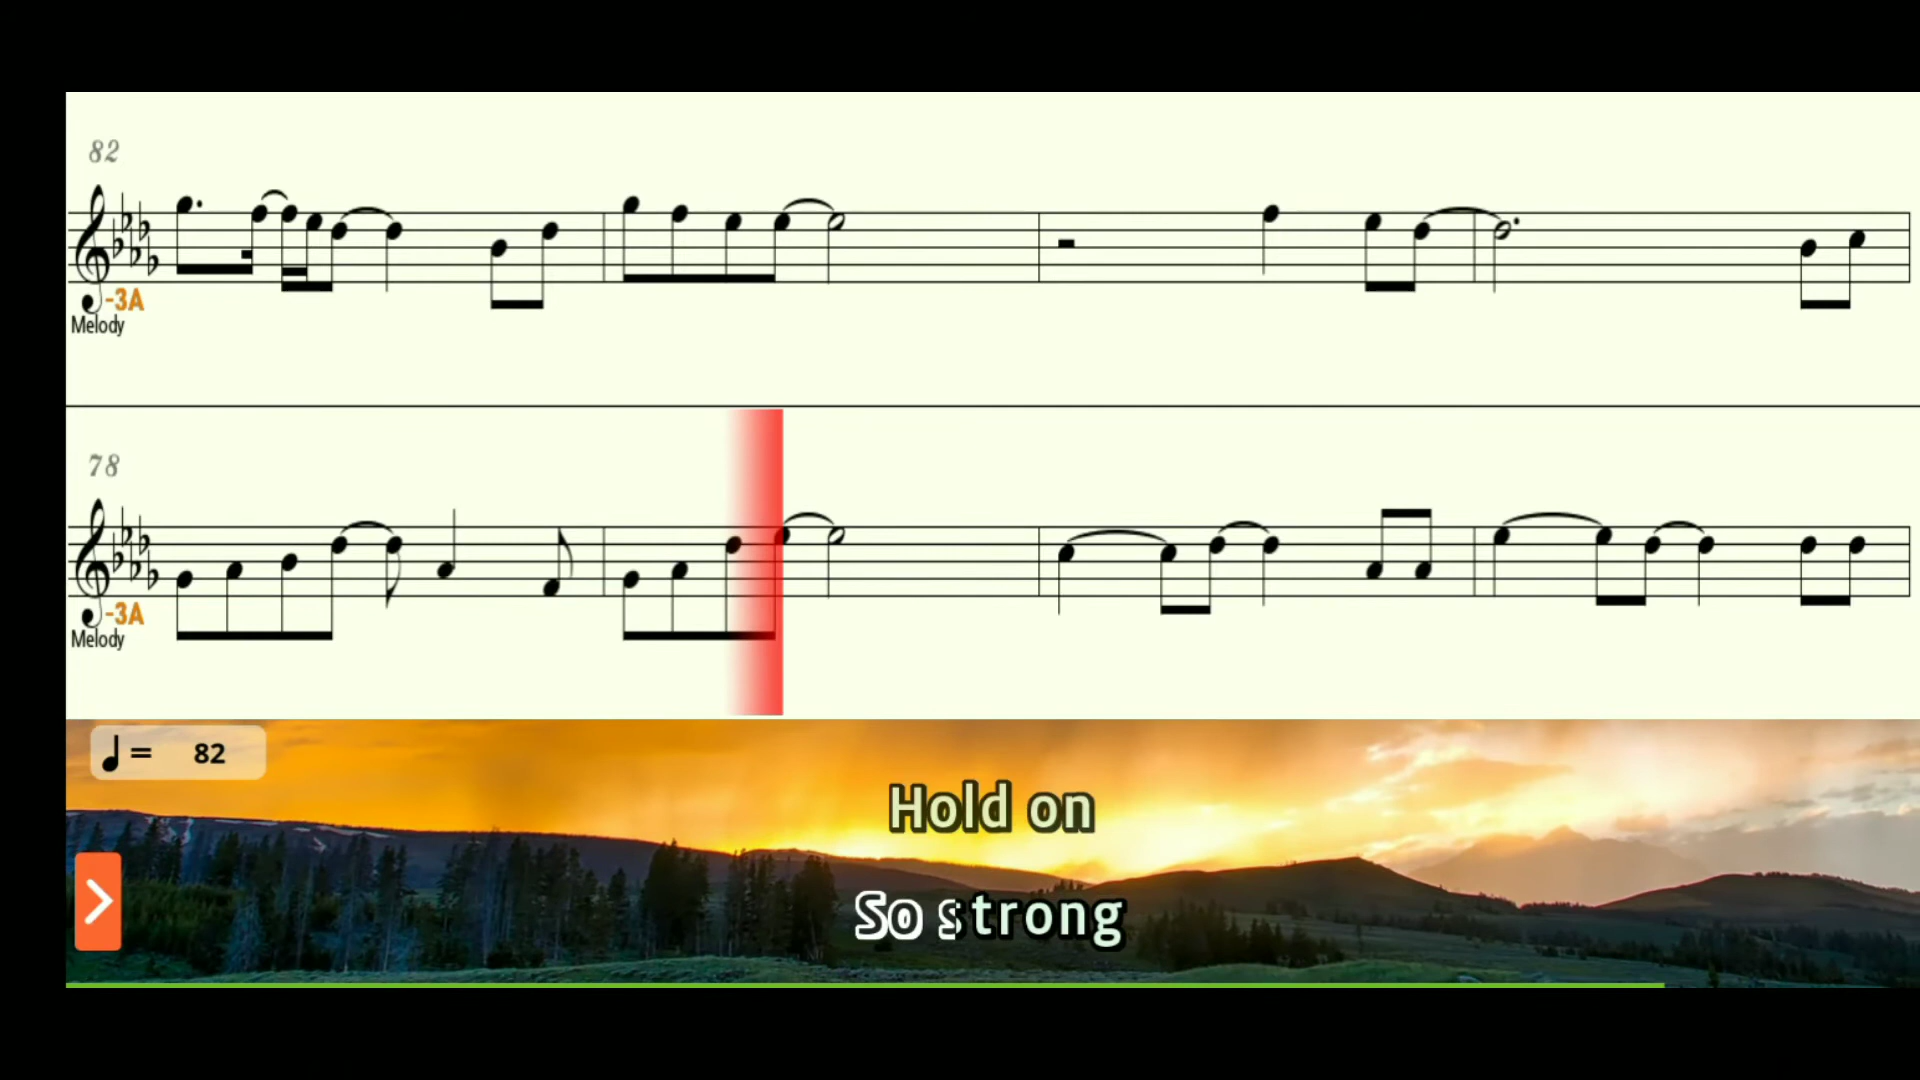 82
-3A
Melody
78
-3A
Melody
= 82
Hold on
So strong